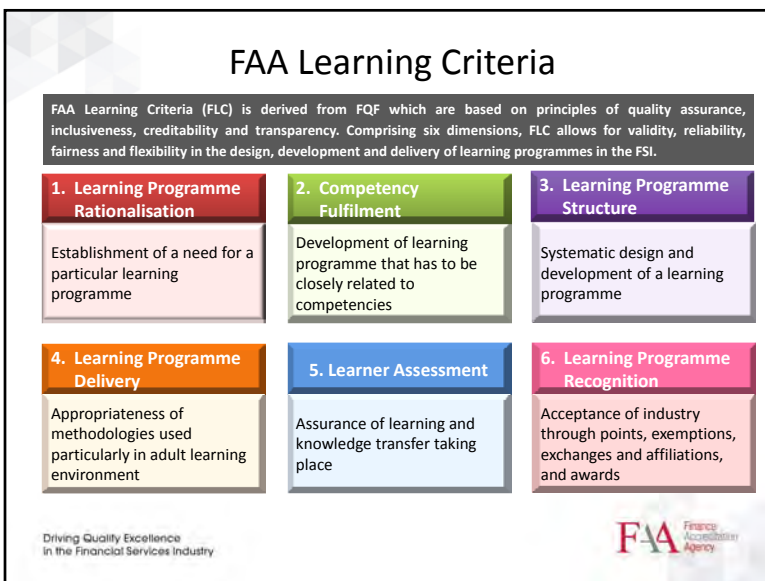 FAA Learning Criteria
FAA Learning Criteria (FLC) is derived from FQF which are based on principles of quality assurance,
inclusiveness, creditability and transparency. Comprising six dimensions, FLC allows for validity, reliability,
fairness and flexibility in the design, development and delivery of learning programmes in the FSI.
1. Learning Programme
Rationalisation
Establishment of a need for a
particular learning
programme
2. Competency
Fulfilment
Development of learning
programme that has to be
closely related to
competencies
3. Learning Programme
Structure
Systematic design and
development of a learning
programme
4. Learning Programme
Delivery
Appropriateness of
methodologies used
particularly in adult learning
environment
5. Learner Assessment
Assurance of learning and
knowledge transfer taking
place
6. Learning Programme
Recognition
Acceptance of industry
through points, exemptions,
exchanges and affiliations,
and awards
Driving Quality Excellence
in the Financial Services Industry
FAA
Finance
Accreditation
Agency